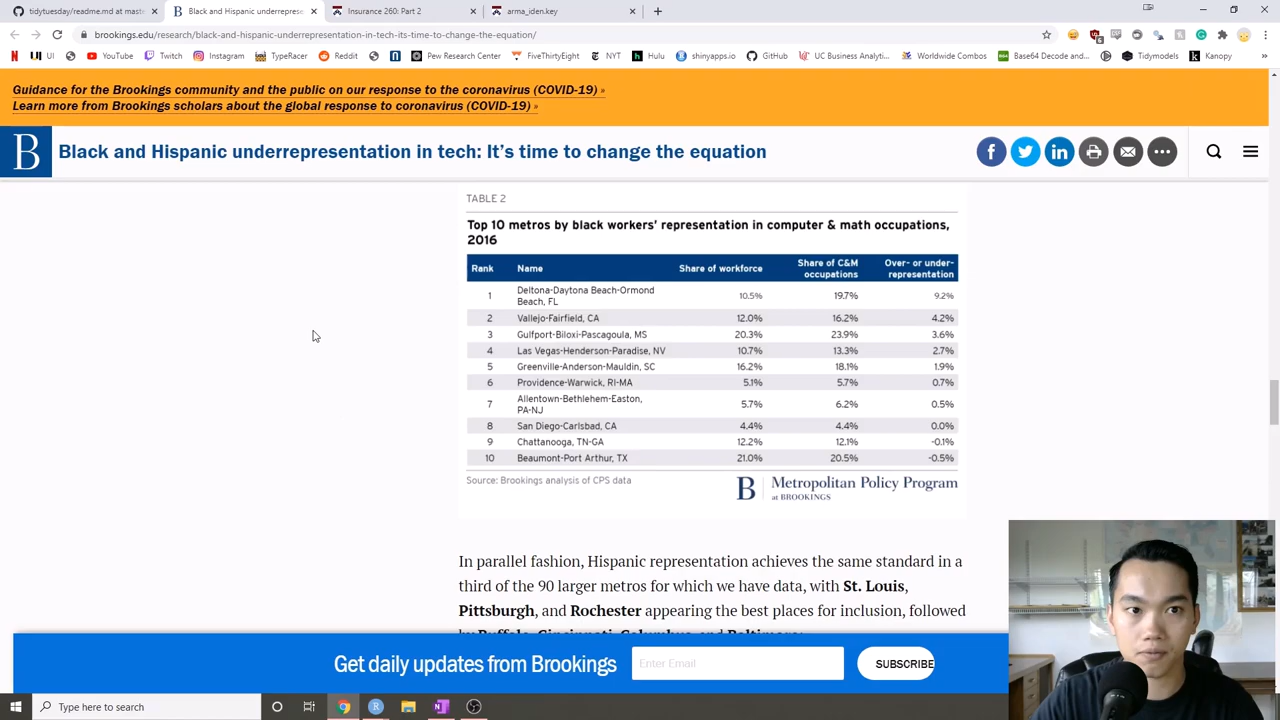 tidytuesday/readme.md at master
Black and Hispanic underrepres
Insurance 260: Part 2
arma_iden.key
brookings.edu/research/black-and-hispanic-underrepresentation-in-tech-its-time-to-change-the-equation/
UI
YouTube
Twitch
Instagram
TypeRacer
Reddit
Pew Research Center
FiveThirtyEight
NYT
Hulu
shinyapps.io
GitHub
UC Business Analyti...
Worldwide Combos
Base64 Decode and...
Tidymodels
Kanopy
Guidance for the Brookings community and the public on our response to the coronavirus (COVID-19) »
Learn more from Brookings scholars about the global response to coronavirus (COVID-19) »
B Black and Hispanic underrepresentation in tech: It's time to change the equation
TABLE 2
Top 10 metros by black workers' representation in computer & math occupations,
2016
Rank Name Share of workforce Share of C&M occupations Over- or under-representation
1 Deltona-Daytona Beach-Ormond Beach, FL 10.5% 19.7% 9.2%
2 Vallejo-Fairfield, CA 12.0% 16.2% 4.2%
3 Gulfport-Biloxi-Pascagoula, MS 20.3% 23.9% 3.6%
4 Las Vegas-Henderson-Paradise, NV 10.7% 13.3% 2.7%
5 Greenville-Anderson-Mauldin, SC 16.2% 18.1% 1.9%
6 Providence-Warwick, RI-MA 5.1% 5.7% 0.7%
7 Allentown-Bethlehem-Easton, PA-NJ 5.7% 6.2% 0.5%
8 San Diego-Carlsbad, CA 4.4% 4.4% 0.0%
9 Chattanooga, TN-GA 12.2% 12.1% -0.1%
10 Beaumont-Port Arthur, TX 21.0% 20.5% -0.5%
Source: Brookings analysis of CPS data
B Metropolitan Policy Program
at BROOKINGS
In parallel fashion, Hispanic representation achieves the same standard in a
third of the 90 larger metros for which we have data, with St. Louis,
Pittsburgh, and Rochester appearing the best places for inclusion, followed
by Buffalo, Cincinnati, Columbus, and Baltimore:
Get daily updates from Brookings
Enter Email
SUBSCRIBE
Type here to search